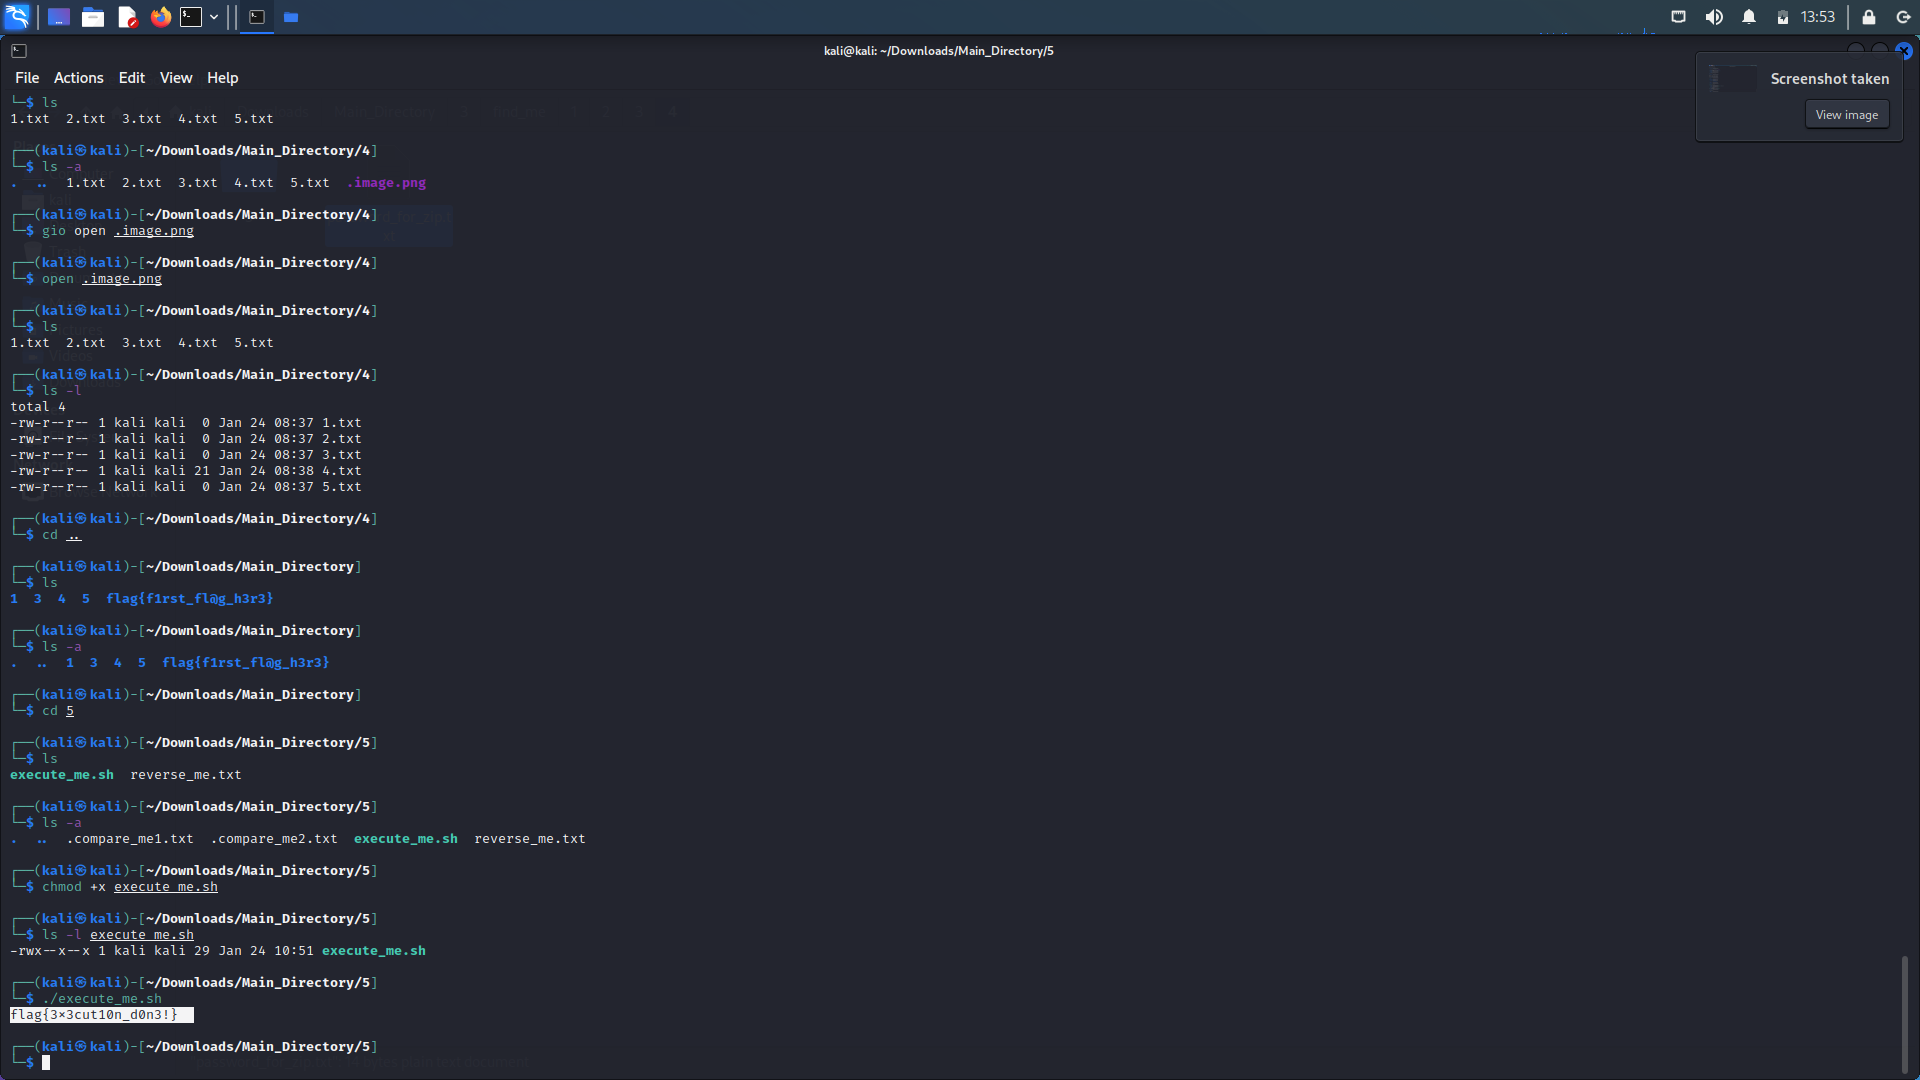 13:53
kali@kali: ~/Downloads/Main_Directory/5
File Actions Edit View Help
Screenshot taken
View image
└─$ ls
1.txt  2.txt  3.txt  4.txt  5.txt
┌──(kali㉿kali)-[~/Downloads/Main_Directory/4]
└─$ ls -a
.  ..  1.txt  2.txt  3.txt  4.txt  5.txt  .image.png
┌──(kali㉿kali)-[~/Downloads/Main_Directory/4]
└─$ gio open .image.png
┌──(kali㉿kali)-[~/Downloads/Main_Directory/4]
└─$ open .image.png
┌──(kali㉿kali)-[~/Downloads/Main_Directory/4]
└─$ ls
1.txt  2.txt  3.txt  4.txt  5.txt
┌──(kali㉿kali)-[~/Downloads/Main_Directory/4]
└─$ ls -l
total 4
-rw-r--r-- 1 kali kali  0 Jan 24 08:37 1.txt
-rw-r--r-- 1 kali kali  0 Jan 24 08:37 2.txt
-rw-r--r-- 1 kali kali  0 Jan 24 08:37 3.txt
-rw-r--r-- 1 kali kali 21 Jan 24 08:38 4.txt
-rw-r--r-- 1 kali kali  0 Jan 24 08:37 5.txt
┌──(kali㉿kali)-[~/Downloads/Main_Directory/4]
└─$ cd ..
┌──(kali㉿kali)-[~/Downloads/Main_Directory]
└─$ ls
1  3  4  5  flag{f1rst_fl@g_h3r3}
┌──(kali㉿kali)-[~/Downloads/Main_Directory]
└─$ ls -a
.  ..  1  3  4  5  flag{f1rst_fl@g_h3r3}
┌──(kali㉿kali)-[~/Downloads/Main_Directory]
└─$ cd 5
┌──(kali㉿kali)-[~/Downloads/Main_Directory/5]
└─$ ls
execute_me.sh  reverse_me.txt
┌──(kali㉿kali)-[~/Downloads/Main_Directory/5]
└─$ ls -a
.  ..  .compare_me1.txt  .compare_me2.txt  execute_me.sh  reverse_me.txt
┌──(kali㉿kali)-[~/Downloads/Main_Directory/5]
└─$ chmod +x execute_me.sh
┌──(kali㉿kali)-[~/Downloads/Main_Directory/5]
└─$ ls -l execute_me.sh
-rwx--x--x 1 kali kali 29 Jan 24 10:51 execute_me.sh
┌──(kali㉿kali)-[~/Downloads/Main_Directory/5]
└─$ ./execute_me.sh
flag{3×3cut10n_d0n3!}
┌──(kali㉿kali)-[~/Downloads/Main_Directory/5]
└─$